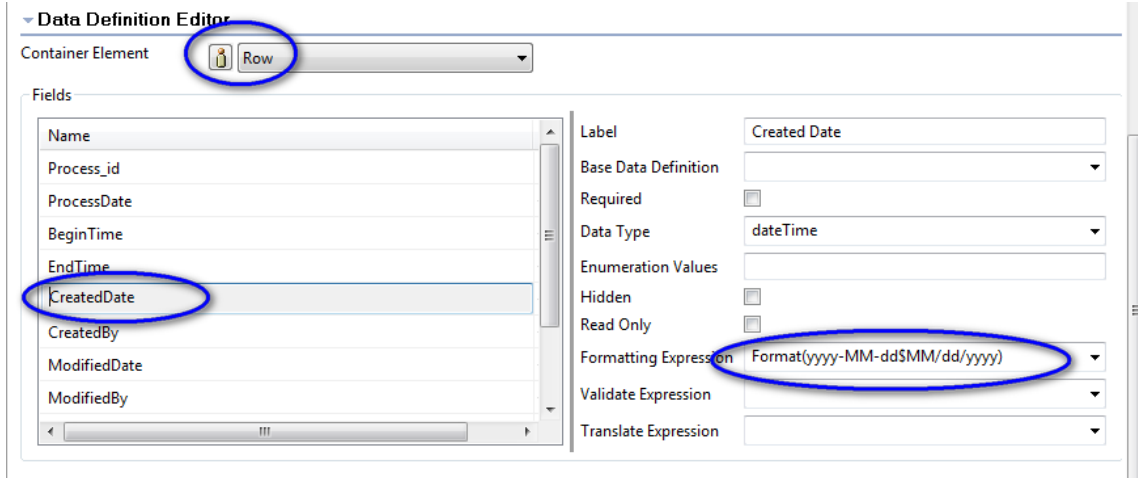 Data Definition Editor
Container Element Row
Fields
Name
Process_id
ProcessDate
BeginTime
EndTime
CreatedDate
CreatedBy
ModifiedDate
ModifiedBy
Label Created Date
Base Data Definition
Required
Data Type dateTime
Enumeration Values
Hidden
Read Only
Formatting Expression Format(yyyy-MM-dd$MM/dd/yyyy)
Validate Expression
Translate Expression